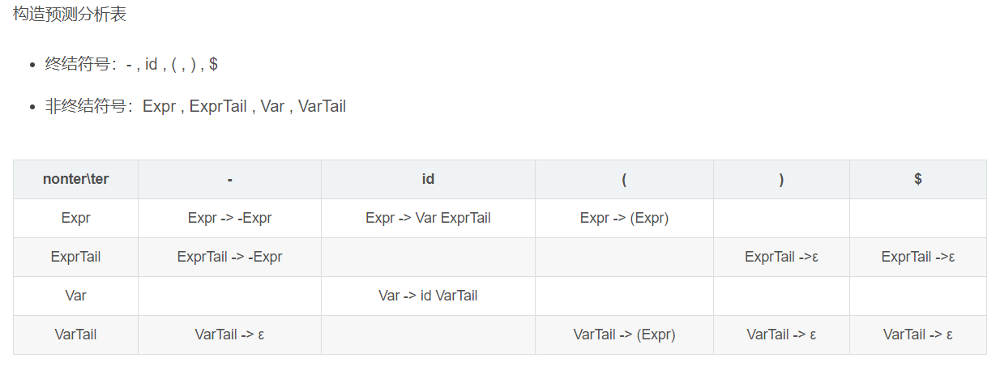 构造预测分析表
• 终结符号：- , id , ( , ) , $
• 非终结符号：Expr , ExprTail , Var , VarTail
nonter\ter - id ( ) $
Expr Expr -> -Expr Expr -> Var ExprTail Expr -> (Expr)
ExprTail ExprTail -> -Expr ExprTail ->ε ExprTail ->ε
Var Var -> id VarTail
VarTail VarTail -> ε VarTail -> (Expr) VarTail -> ε VarTail -> ε